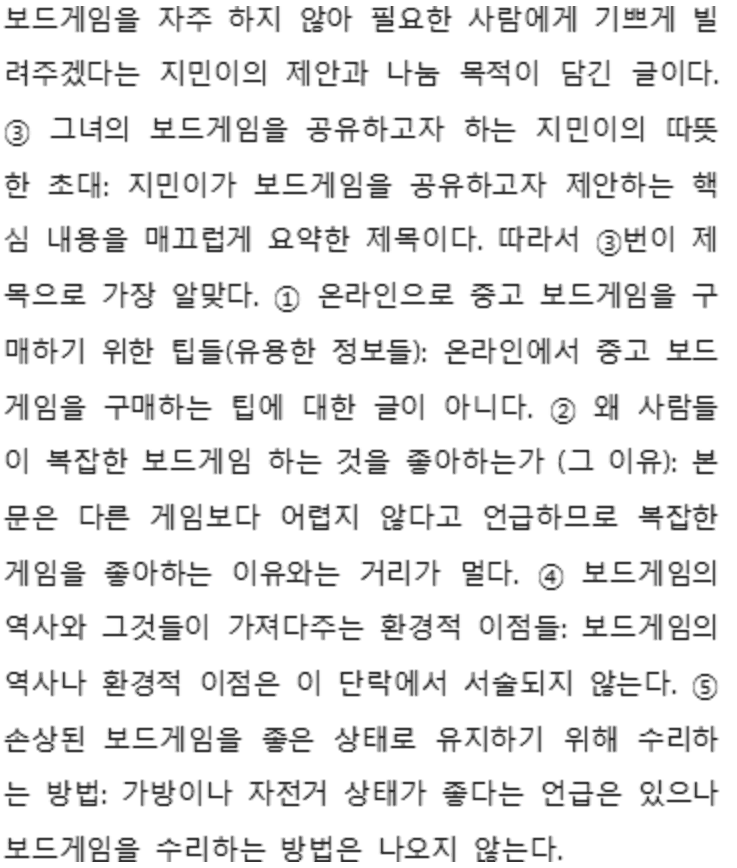 보드게임을 자주 하지 않아 필요한 사람에게 기쁘게 빌
려주겠다는 지민이의 제안과 나눔 목적이 담긴 글이다.
③ 그녀의 보드게임을 공유하고자 하는 지민이의 따뜻
한 초대: 지민이가 보드게임을 공유하고자 제안하는 핵
심 내용을 매끄럽게 요약한 제목이다. 따라서 ③번이 제
목으로 가장 알맞다. ① 온라인으로 중고 보드게임을 구
매하기 위한 팁들(유용한 정보들): 온라인에서 중고 보드
게임을 구매하는 팁에 대한 글이 아니다. ② 왜 사람들
이 복잡한 보드게임 하는 것을 좋아하는가 (그 이유): 본
문은 다른 게임보다 어렵지 않다고 언급하므로 복잡한
게임을 좋아하는 이유와는 거리가 멀다. ④ 보드게임의
역사와 그것들이 가져다주는 환경적 이점들: 보드게임의
역사나 환경적 이점은 이 단락에서 서술되지 않는다. ⑤
손상된 보드게임을 좋은 상태로 유지하기 위해 수리하
는 방법: 가방이나 자전거 상태가 좋다는 언급은 있으나
보드게임을 수리하는 방법은 나오지 않는다.